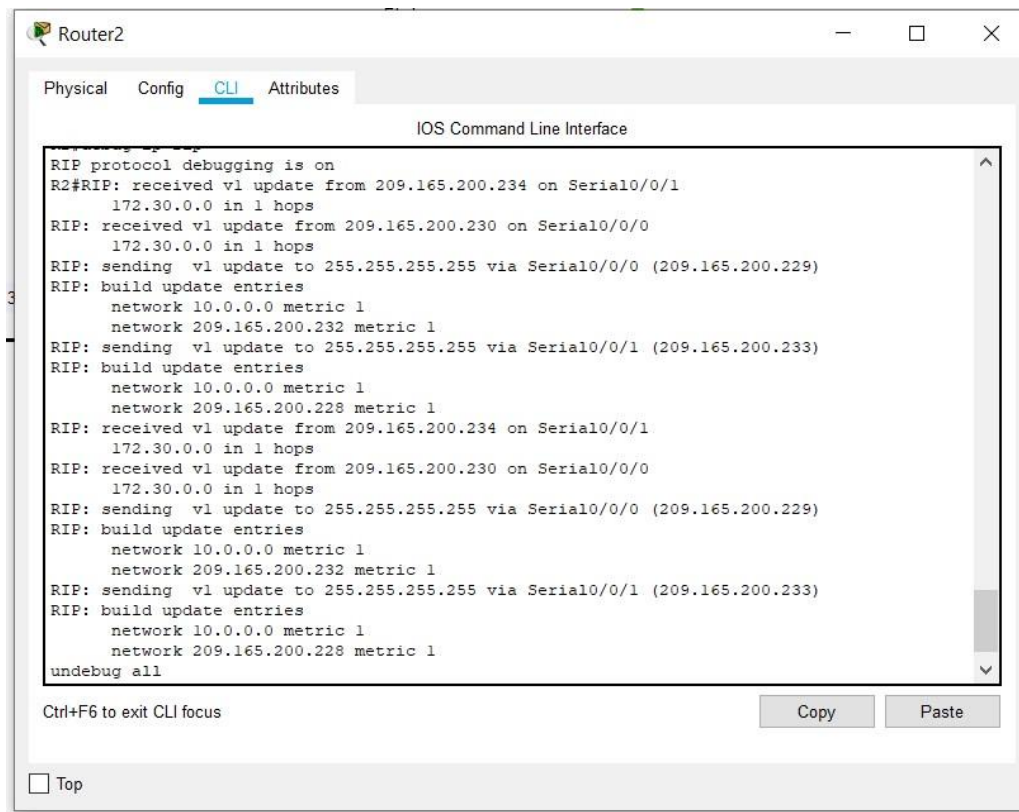 Router2
Physical Config CLI Attributes
IOS Command Line Interface
RIP protocol debugging is on
R2#RIP: received v1 update from 209.165.200.234 on Serial0/0/1
172.30.0.0 in 1 hops
RIP: received v1 update from 209.165.200.230 on Serial0/0/0
172.30.0.0 in 1 hops
RIP: sending  v1 update to 255.255.255.255 via Serial0/0/0 (209.165.200.229)
RIP: build update entries
network 10.0.0.0 metric 1
network 209.165.200.232 metric 1
RIP: sending  v1 update to 255.255.255.255 via Serial0/0/1 (209.165.200.233)
RIP: build update entries
network 10.0.0.0 metric 1
network 209.165.200.228 metric 1
RIP: received v1 update from 209.165.200.234 on Serial0/0/1
172.30.0.0 in 1 hops
RIP: received v1 update from 209.165.200.230 on Serial0/0/0
172.30.0.0 in 1 hops
RIP: sending  v1 update to 255.255.255.255 via Serial0/0/0 (209.165.200.229)
RIP: build update entries
network 10.0.0.0 metric 1
network 209.165.200.232 metric 1
RIP: sending  v1 update to 255.255.255.255 via Serial0/0/1 (209.165.200.233)
RIP: build update entries
network 10.0.0.0 metric 1
network 209.165.200.228 metric 1
undebug all
Ctrl+F6 to exit CLI focus
Copy Paste
Top
3